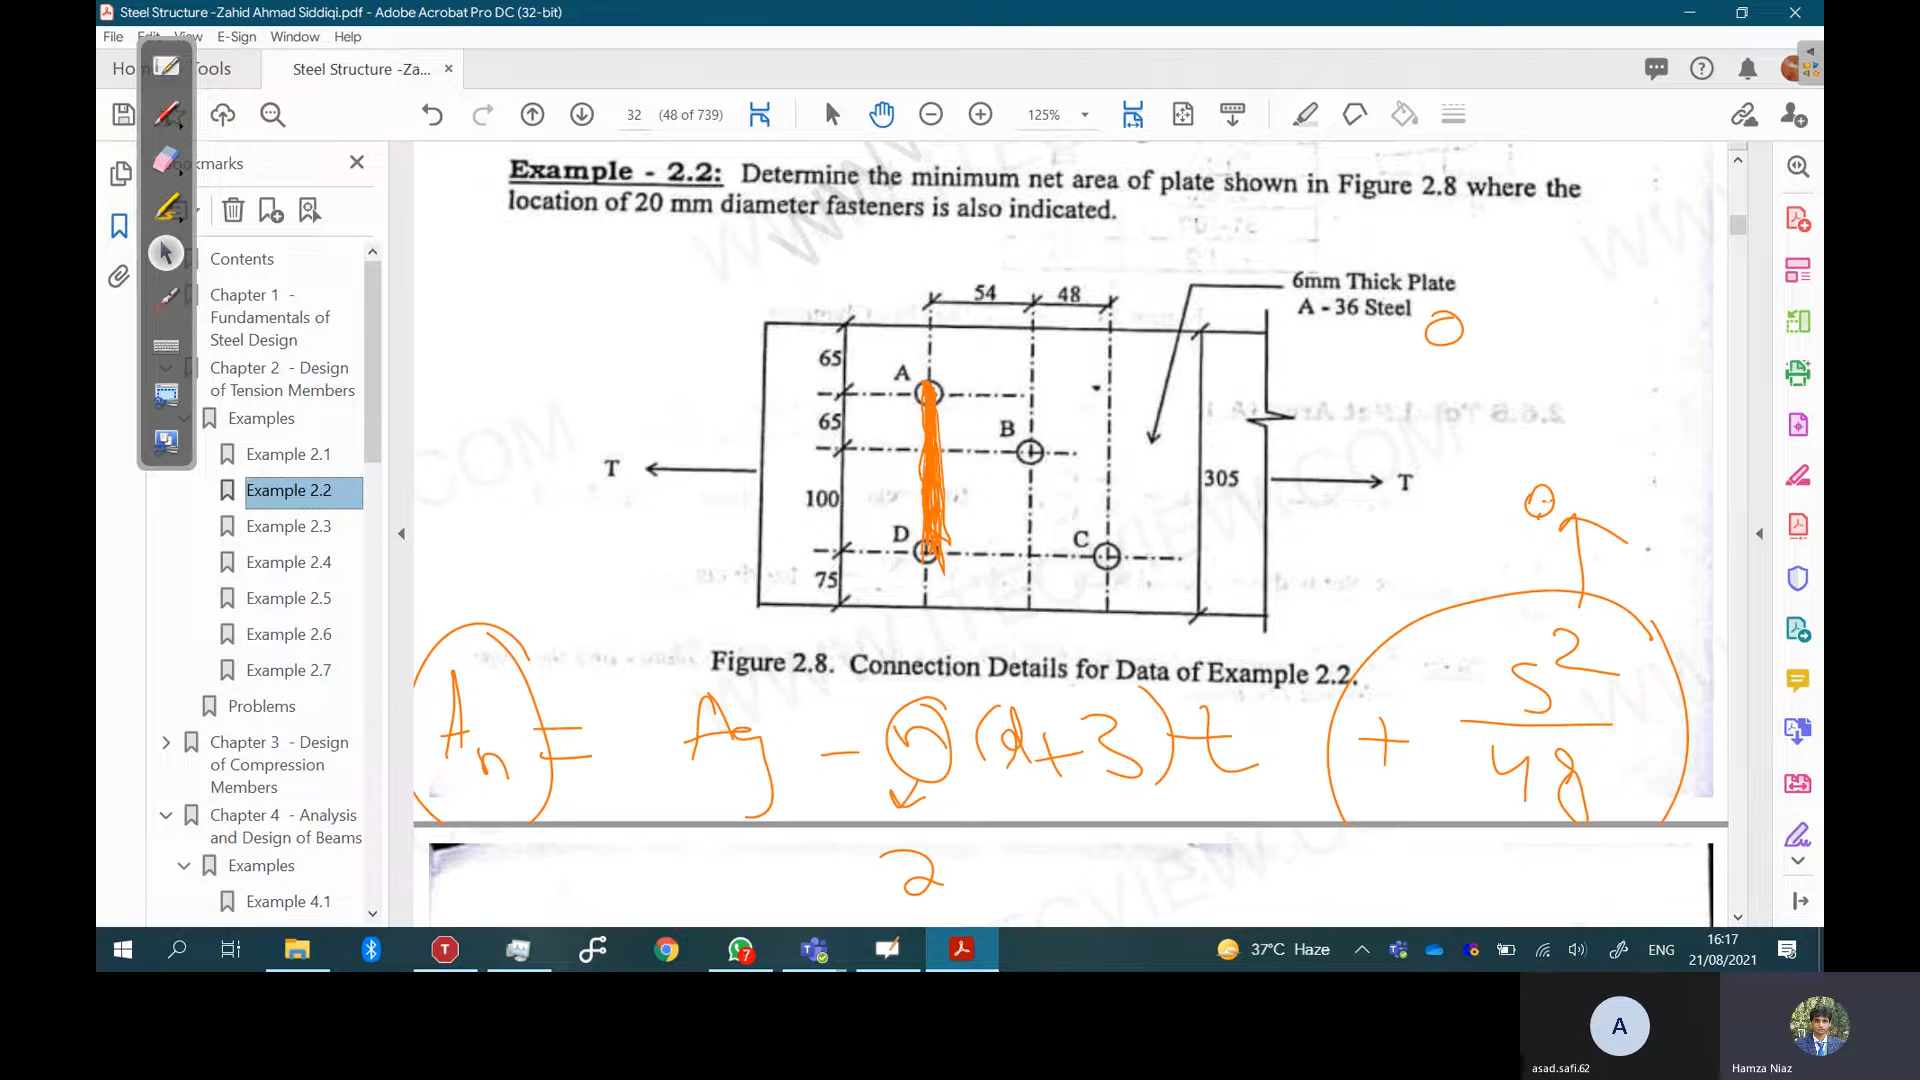 Steel Structure -Zahid Ahmad Siddiqi.pdf - Adobe Acrobat Pro DC (32-bit)
File Edit View E-Sign Window Help
Tools
Steel Structure -Za...
32 (48 of 739)
125%
Contents
Chapter 1 -
Fundamentals of
Steel Design
Chapter 2 - Design
of Tension Members
Examples
Example 2.1
Example 2.2
Example 2.3
Example 2.4
Example 2.5
Example 2.6
Example 2.7
Problems
Chapter 3 - Design
of Compression
Members
Chapter 4 - Analysis
and Design of Beams
Examples
Example 4.1
Example - 2.2: Determine the minimum net area of plate shown in Figure 2.8 where the
location of 20 mm diameter fasteners is also indicated.
54 48
6mm Thick Plate
A - 36 Steel
65
A
65
B
T
100
305
T
D
C
75
Figure 2.8. Connection Details for Data of Example 2.2.
An = Ag - n (d+3) t + s2/4g
2
37°C Haze
ENG
16:17
21/08/2021
7
A
asad.safi.62
Hamza Niaz